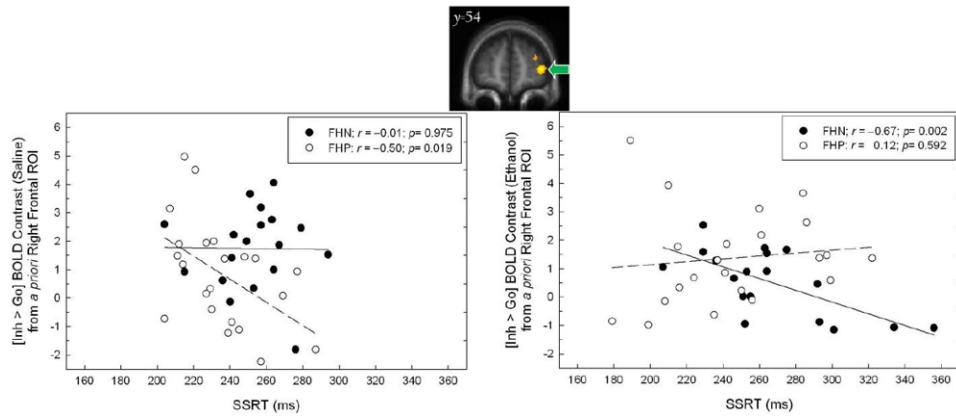 y=54
[Inh > Go] BOLD Contrast (Saline)
from a priori Right Frontal ROI
6
5
4
3
2
1
0
-1
-2
FHN; r = –0.01; p= 0.975
FHP: r = –0.50; p= 0.019
160 180 200 220 240 260 280 300 320 340 360
SSRT (ms)
[Inh > Go] BOLD Contrast (Ethanol)
from a priori Right Frontal ROI
6
5
4
3
2
1
0
-1
-2
FHN; r = –0.67; p= 0.002
FHP: r = 0.12; p= 0.592
160 180 200 220 240 260 280 300 320 340 360
SSRT (ms)